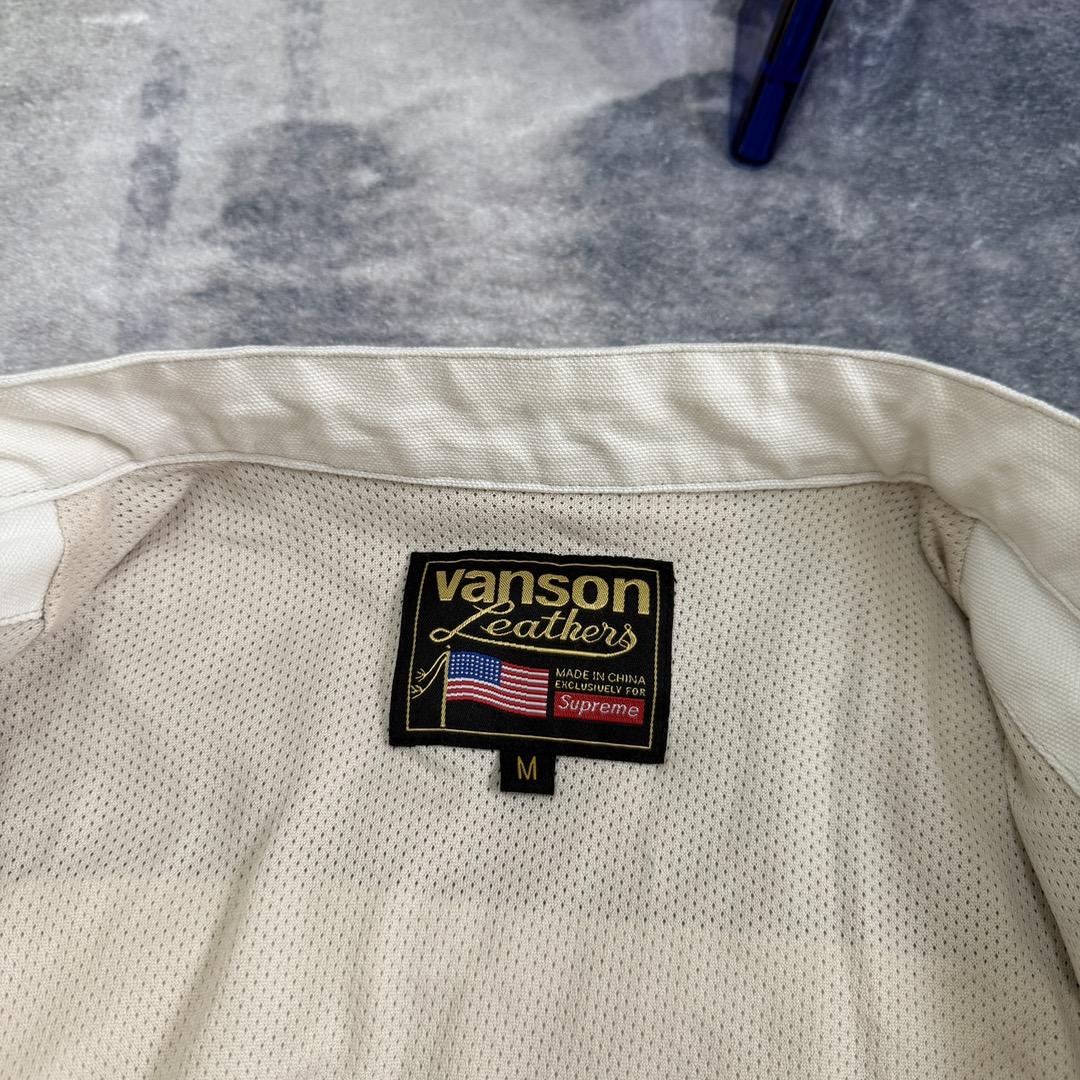 vanson
Leathers
MADE IN CHINA
EXCLUSIVELY FOR
Supreme
M